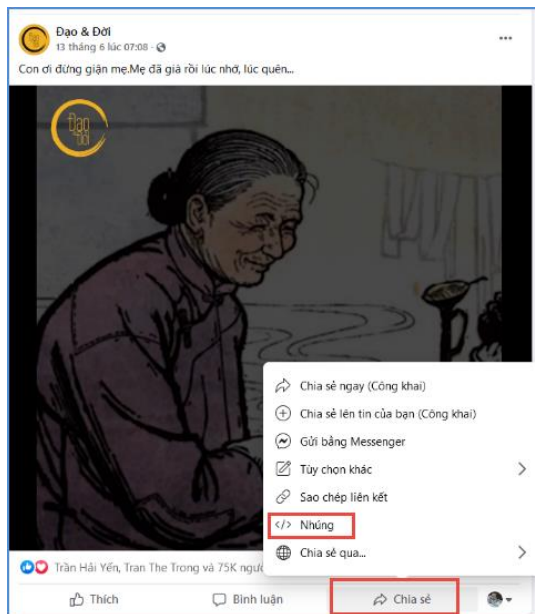 Đạo & Đời
13 tháng 6 lúc 07:08 ·
Con ơi đừng giận mẹ.Mẹ đã già rồi lúc nhớ, lúc quên...
Đạo
Đời
Chia sẻ ngay (Công khai)
Chia sẻ lên tin của bạn (Công khai)
Gửi bằng Messenger
Tùy chọn khác
Sao chép liên kết
</> Nhúng
Chia sẻ qua...
Trần Hải Yến, Tran The Trong và 75K ngườ
Thích
Bình luận
Chia sẻ